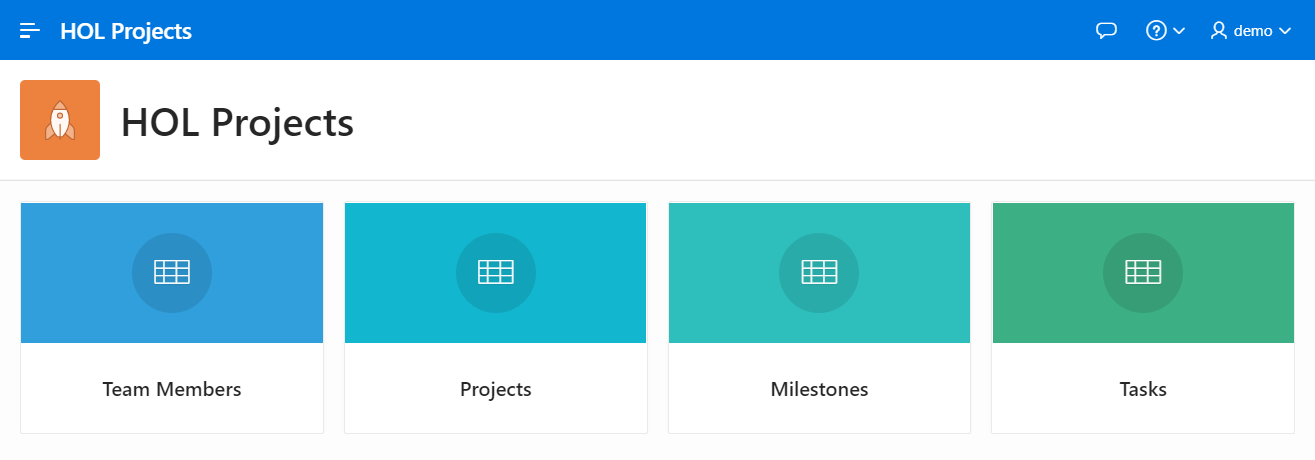 HOL Projects
demo
HOL Projects
Team Members
Projects
Milestones
Tasks